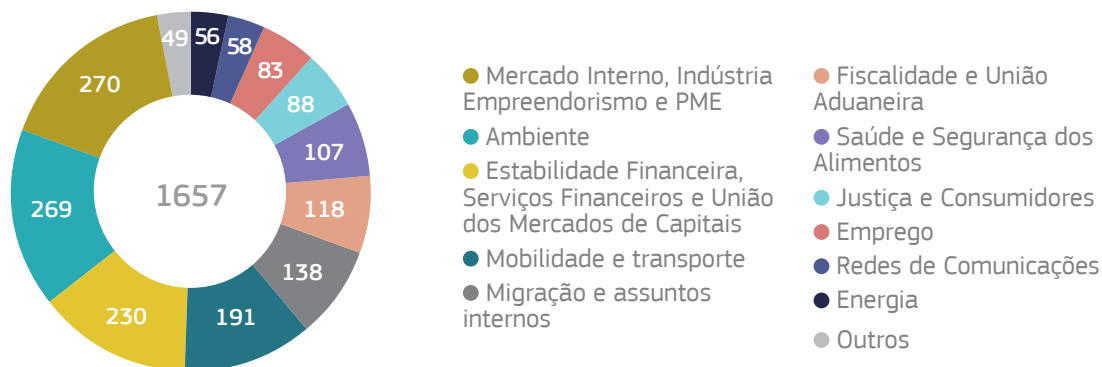 49
56
58
83
88
107
118
138
191
230
269
270
1657
Mercado Interno, Indústria
Empreendorismo e PME
Ambiente
Estabilidade Financeira,
Serviços Financeiros e União
dos Mercados de Capitais
Mobilidade e transporte
Migração e assuntos
internos
Fiscalidade e União
Aduaneira
Saúde e Segurança dos
Alimentos
Justiça e Consumidores
Emprego
Redes de Comunicações
Energia
Outros